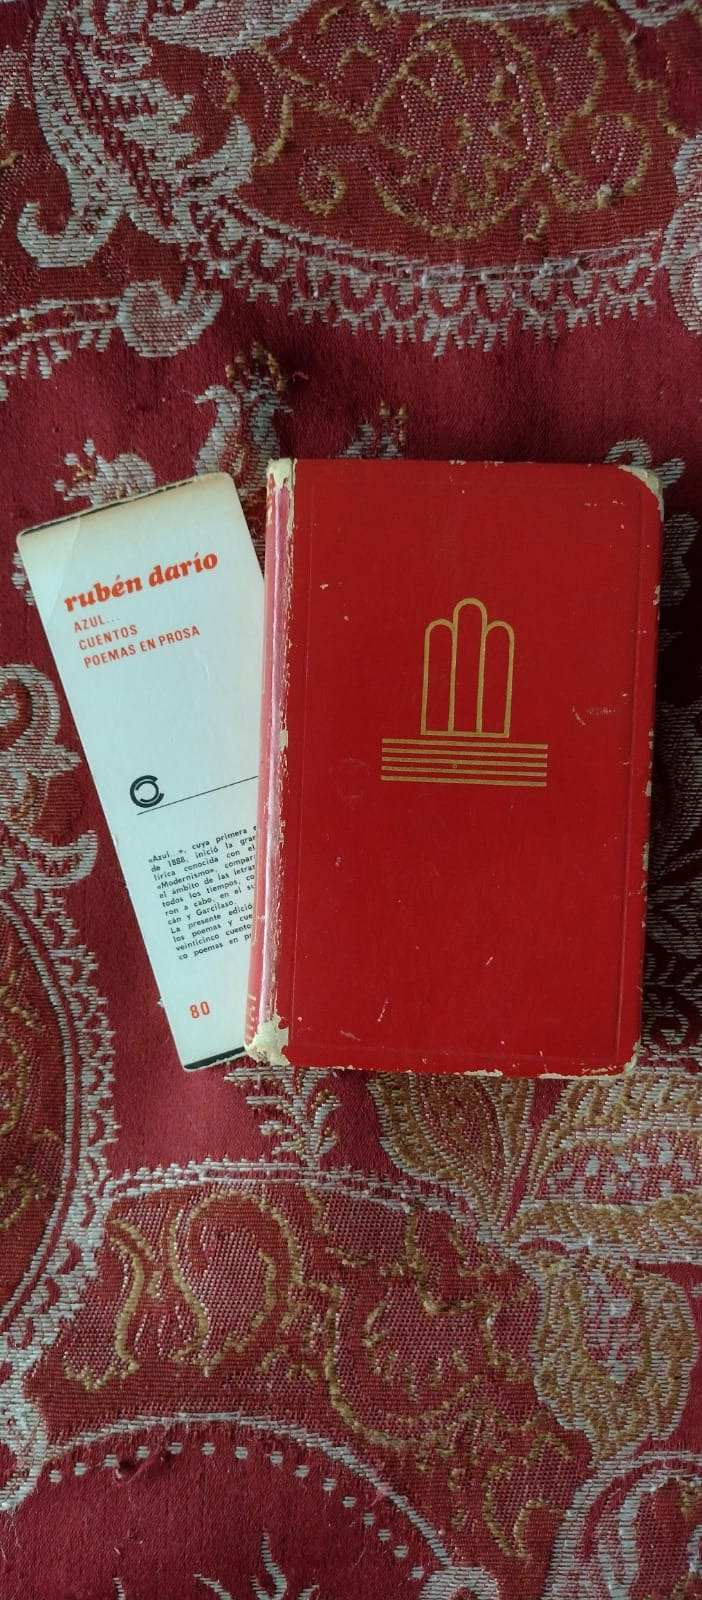 rubén darío
AZUL...
CUENTOS
POEMAS EN PROSA
«Azul...», cuya primera
de 1888, inició la
lírica conocida con
«Modernismo»,
el ámbito de las
todos los tiempos,
ron a cabo, en el
cán y Garcilaso.
La presente
los poemas y
veinticinco
co poemas en
80